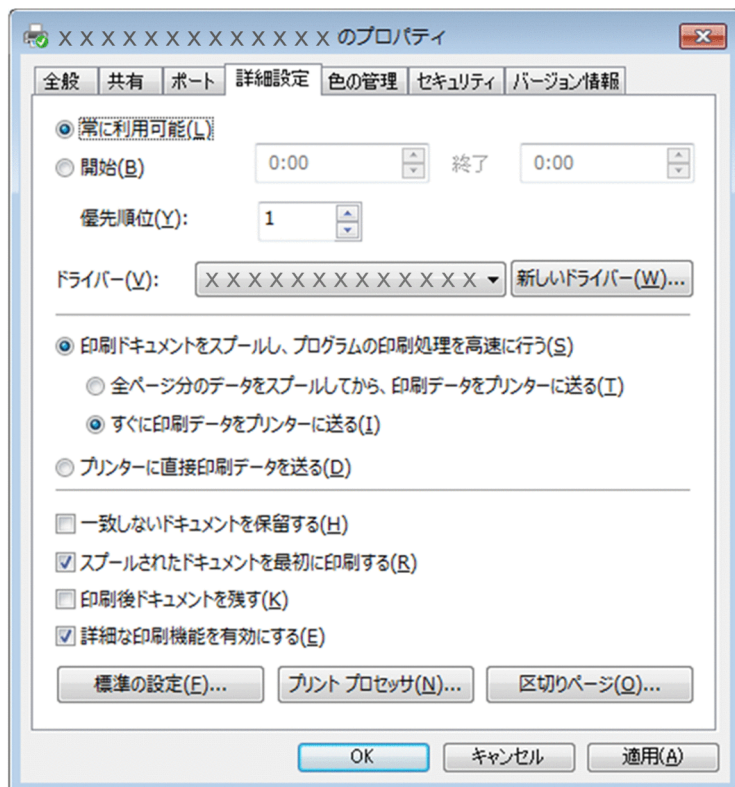 XXXXXXXXXXXXX のプロパティ
全般 共有 ポート 詳細設定 色の管理 セキュリティ バージョン情報
常に利用可能(L)
開始(B) 0:00 終了 0:00
優先順位(Y): 1
ドライバー(V): XXXXXXXXXXXXX 新しいドライバー(W)...
印刷ドキュメントをスプールし、プログラムの印刷処理を高速に行う(S)
全ページ分のデータをスプールしてから、印刷データをプリンターに送る(T)
すぐに印刷データをプリンターに送る(I)
プリンターに直接印刷データを送る(D)
一致しないドキュメントを保留する(H)
スプールされたドキュメントを最初に印刷する(R)
印刷後ドキュメントを残す(K)
詳細な印刷機能を有効にする(E)
標準の設定(F)... プリント プロセッサ(N)... 区切りページ(O)...
OK キャンセル 適用(A)